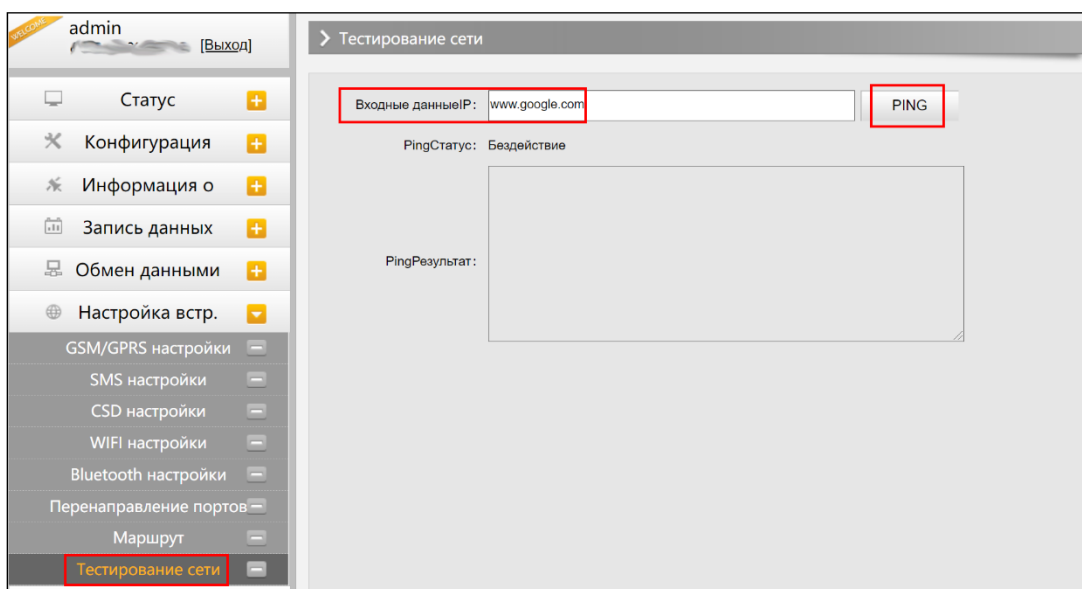 WELCOME
admin
[Выход]
Статус
Конфигурация
Информация о
Запись данных
Обмен данными
Настройка встр.
GSM/GPRS настройки
SMS настройки
CSD настройки
WIFI настройки
Bluetooth настройки
Перенаправление портов
Маршрут
Тестирование сети
Тестирование сети
Входные данныеIP: www.google.com PING
PingСтатус: Бездействие
PingРезультат: